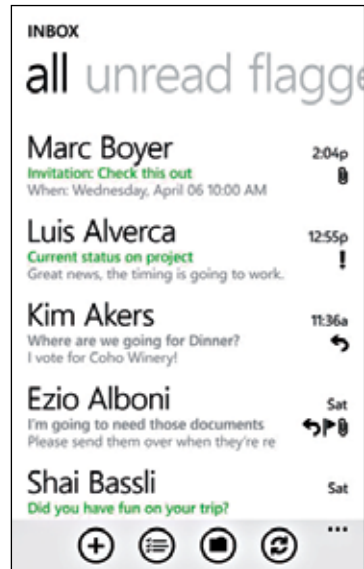 INBOX
all unread flagge
Marc Boyer 2:04p
Invitation: Check this out
When: Wednesday, April 06 10:00 AM
Luis Alverca 12:55p
Current status on project !
Great news, the timing is going to work.
Kim Akers 11:36a
Where are we going for Dinner?
I vote for Coho Winery!
Ezio Alboni Sat
I'm going to need those documents
Please send them over when they're re
Shai Bassli Sat
Did you have fun on your trip?
...